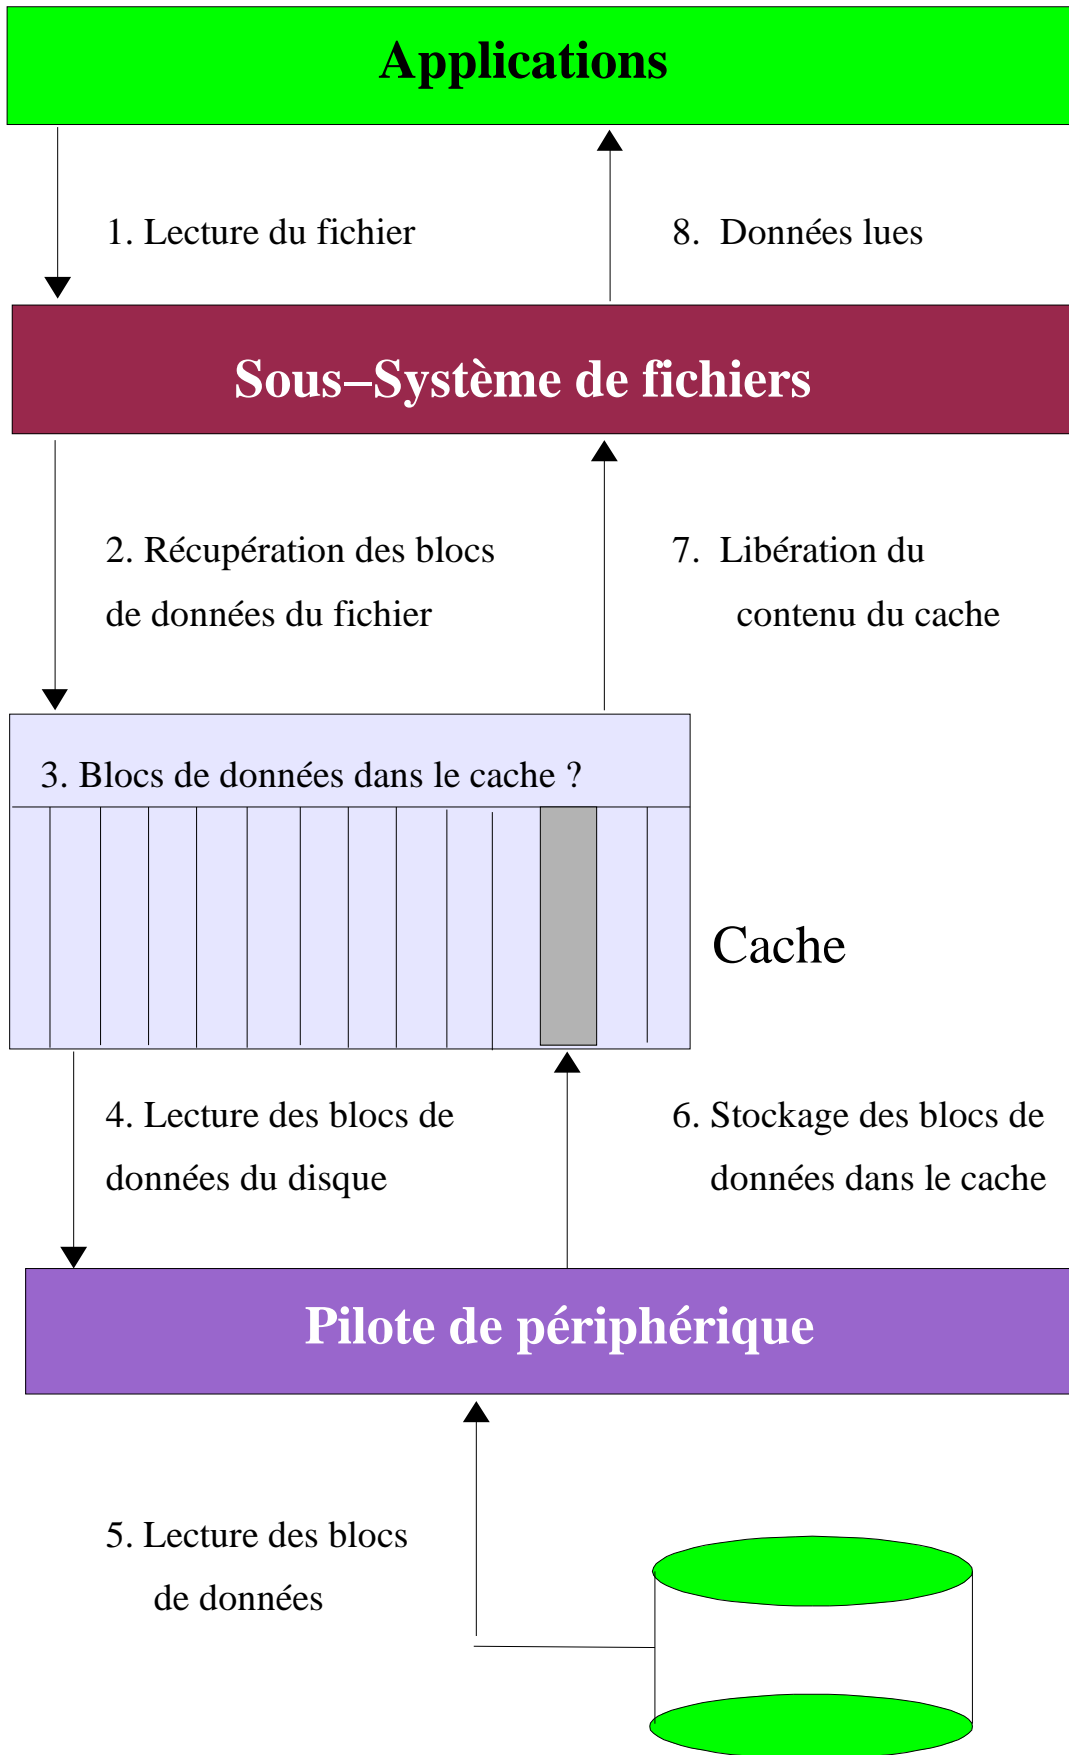 Applications
1. Lecture du fichier
8. Données lues
Sous–Système de fichiers
2. Récupération des blocs
de données du fichier
7. Libération du
contenu du cache
3. Blocs de données dans le cache ?
Cache
4. Lecture des blocs de
données du disque
6. Stockage des blocs de
données dans le cache
Pilote de périphérique
5. Lecture des blocs
de données